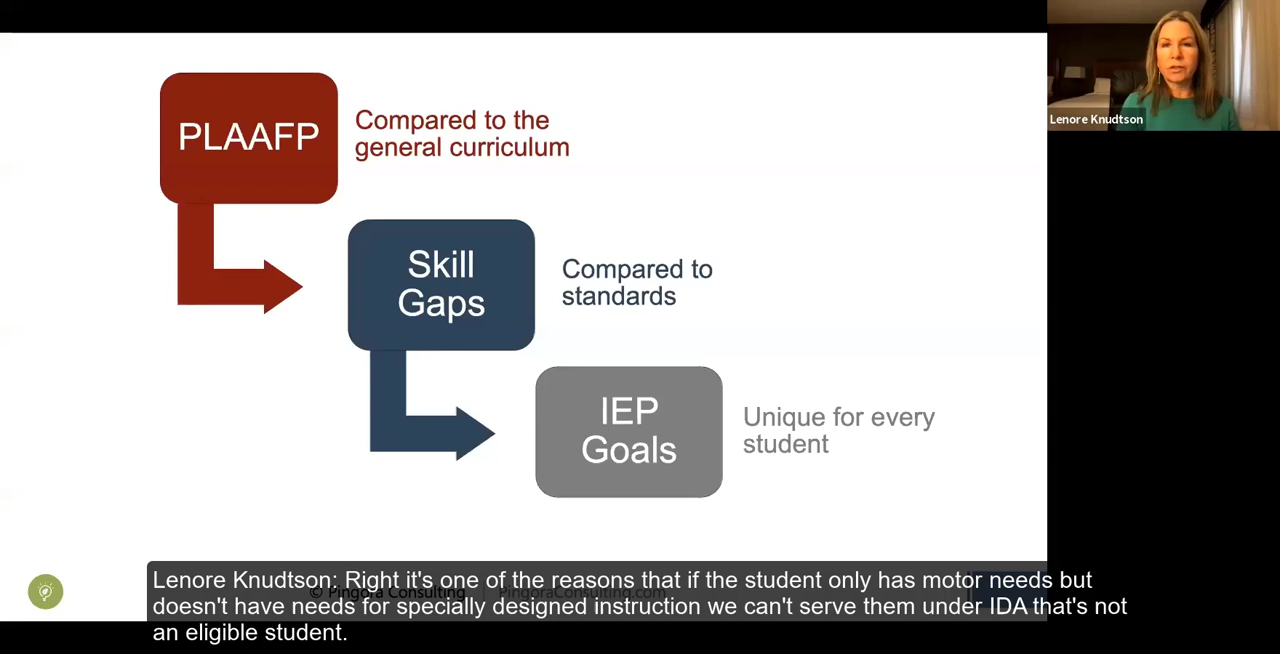 Lenore Knudtson
PLAAFP
Compared to the
general curriculum
Skill
Gaps
Compared to
standards
IEP
Goals
Unique for every
student
© Pingora Consulting | PingoraConsulting.com
Lenore Knudtson: Right it's one of the reasons that if the student only has motor needs but
doesn't have needs for specially designed instruction we can't serve them under IDA that's not
an eligible student.